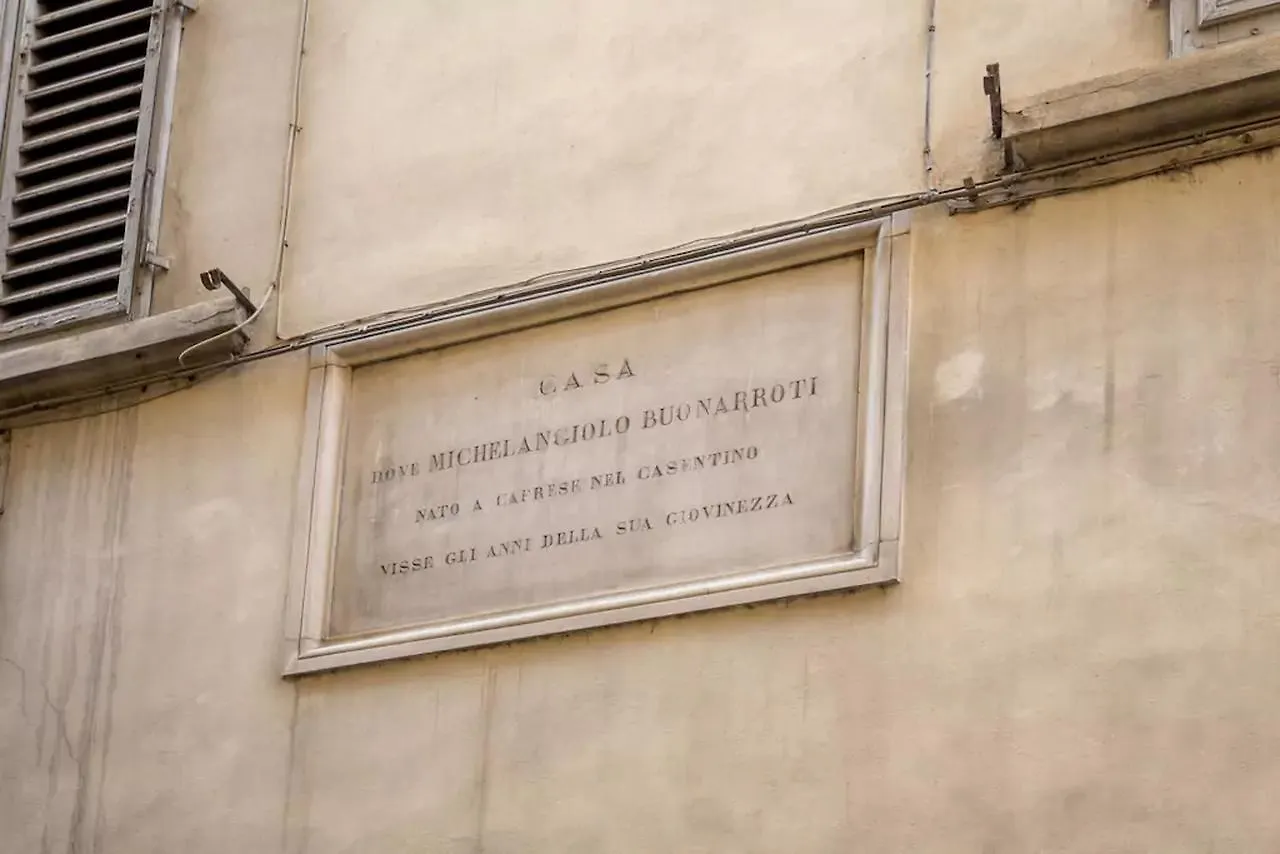 CASA
DOVE MICHELANGIOLO BUONARROTI
NATO A CAPRESE NEL CASENTINO
VISSE GLI ANNI DELLA SUA GIOVINEZZA